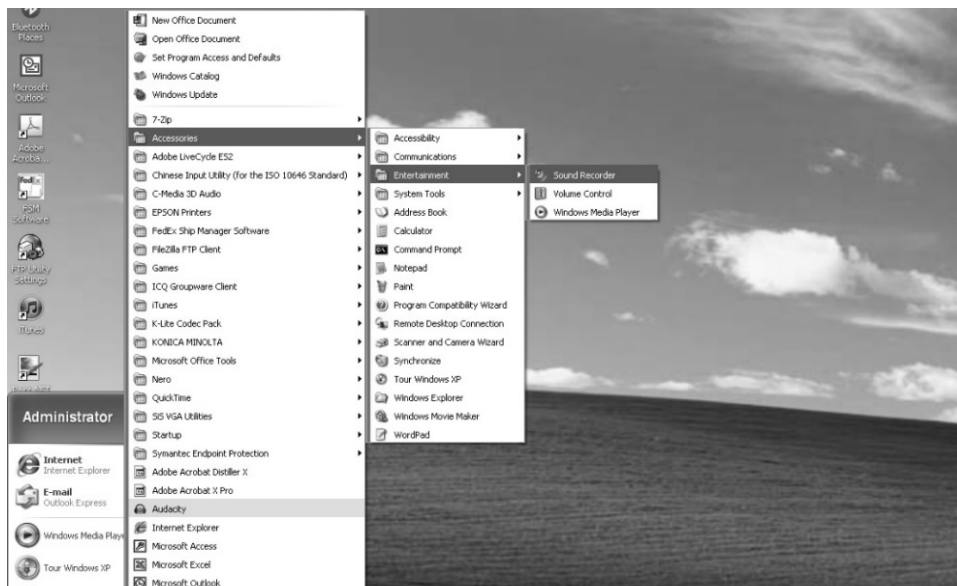 Bluetooth
Places
Microsoft
Outlook
Adobe
Acroba...
FedEx
FSM
Software
FTP Utility
Settings
iTunes
Administrator
Internet
Internet Explorer
E-mail
Outlook Express
Windows Media Playe
Tour Windows XP
New Office Document
Open Office Document
Set Program Access and Defaults
Windows Catalog
Windows Update
7-Zip
Accessories
Adobe LiveCycle ES2
Chinese Input Utility (for the ISO 10646 Standard)
C-Media 3D Audio
EPSON Printers
FedEx Ship Manager Software
FileZilla FTP Client
Games
ICQ Groupware Client
iTunes
K-Lite Codec Pack
KONICA MINOLTA
Microsoft Office Tools
Nero
QuickTime
SiS VGA Utilities
Startup
Symantec Endpoint Protection
Adobe Acrobat Distiller X
Adobe Acrobat X Pro
Audacity
Internet Explorer
Microsoft Access
Microsoft Excel
Microsoft Outlook
Accessibility
Communications
Entertainment
System Tools
Address Book
Calculator
Command Prompt
Notepad
Paint
Program Compatibility Wizard
Remote Desktop Connection
Scanner and Camera Wizard
Synchronize
Tour Windows XP
Windows Explorer
Windows Movie Maker
WordPad
Sound Recorder
Volume Control
Windows Media Player